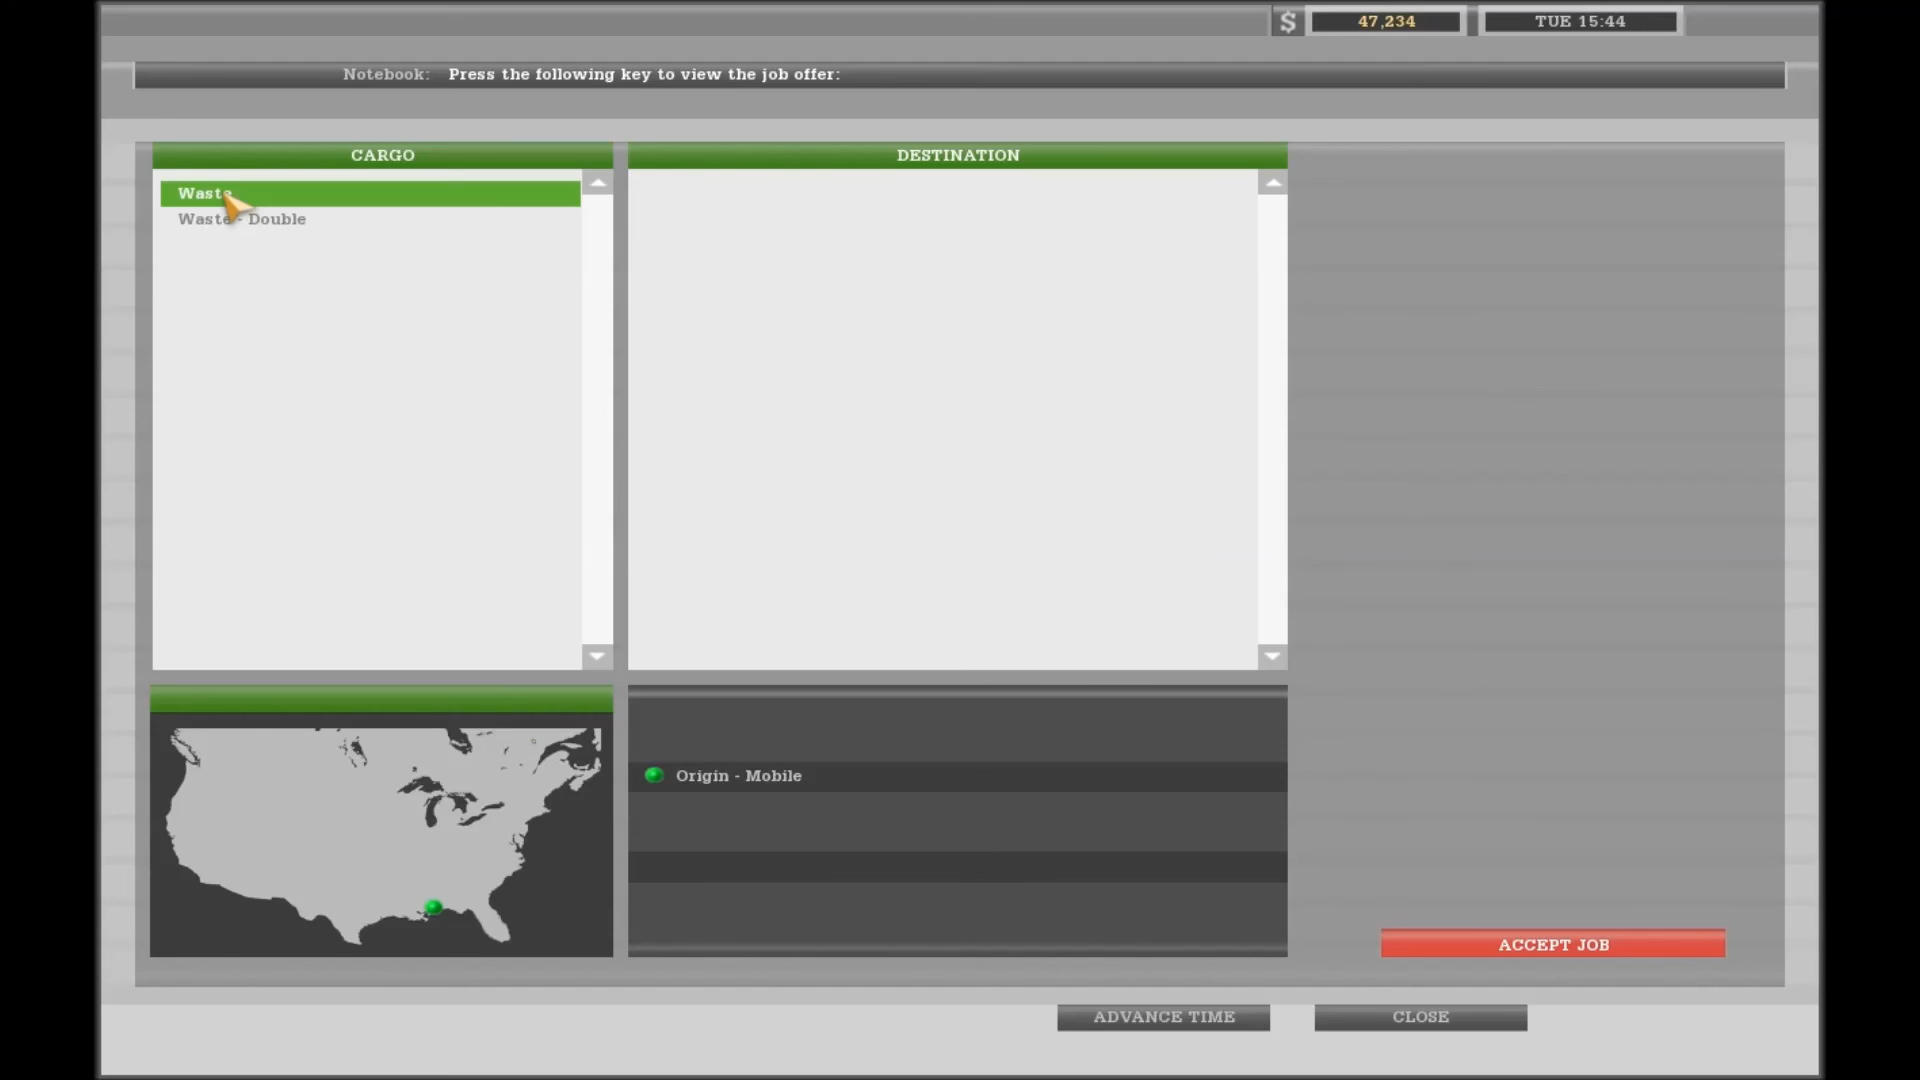 $ 47,234 TUE 15:44
Notebook: Press the following key to view the job offer:
CARGO
DESTINATION
Waste
Waste - Double
Origin - Mobile
ACCEPT JOB
ADVANCE TIME
CLOSE